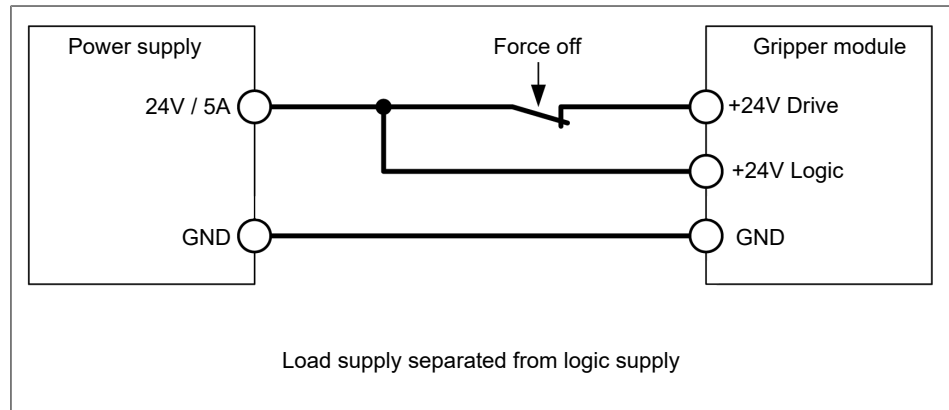 Power supply
Force off
Gripper module
24V / 5A
+24V Drive
+24V Logic
GND
GND
Load supply separated from logic supply